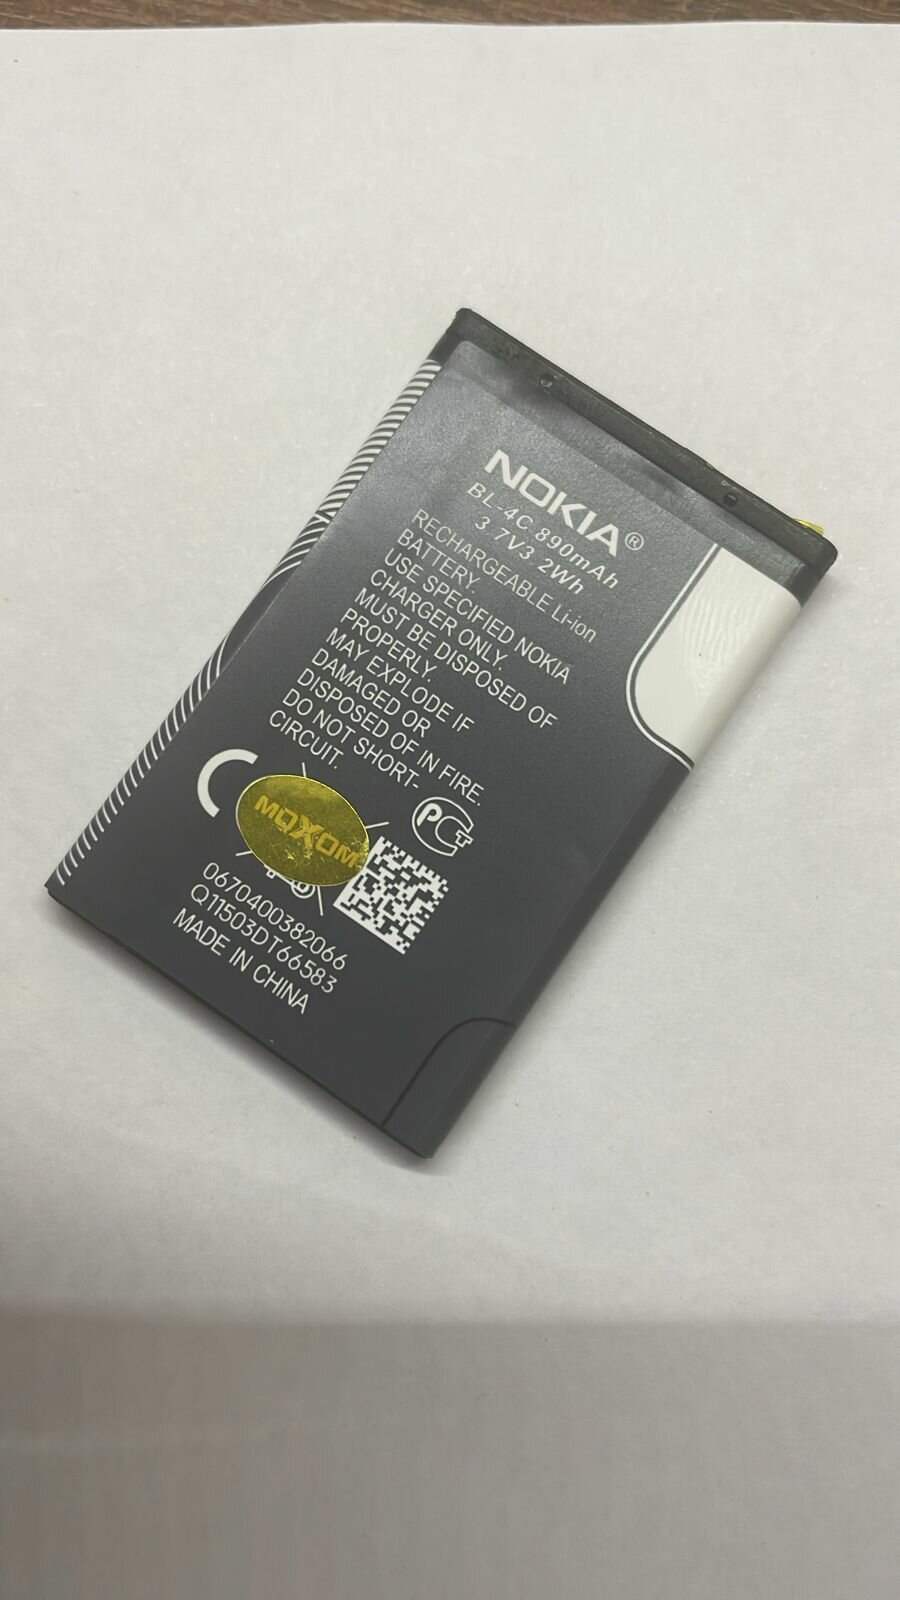 NOKIA®
BL-4C 890mAh
3 7V3 2Wh
RECHARGEABLE Li-ion
BATTERY.
USE SPECIFIED NOKIA
CHARGER ONLY.
MUST BE DISPOSED OF
PROPERLY.
MAY EXPLODE IF
DAMAGED OR
DISPOSED OF IN FIRE.
DO NOT SHORT-
CIRCUIT.
PCT
MOXOM
0670400382066
Q11503DT66583
MADE IN CHINA